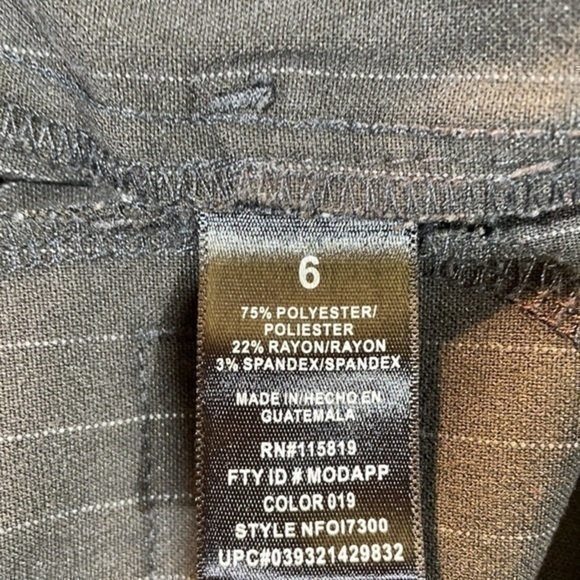 6
75% POLYESTER/
POLIESTER
22% RAYON/RAYON
3% SPANDEX/SPANDEX
MADE IN/HECHO EN
GUATEMALA
RN#115819
FTY ID # MODAPP
COLOR 019
STYLE NFOI7300
UPC#039321429832